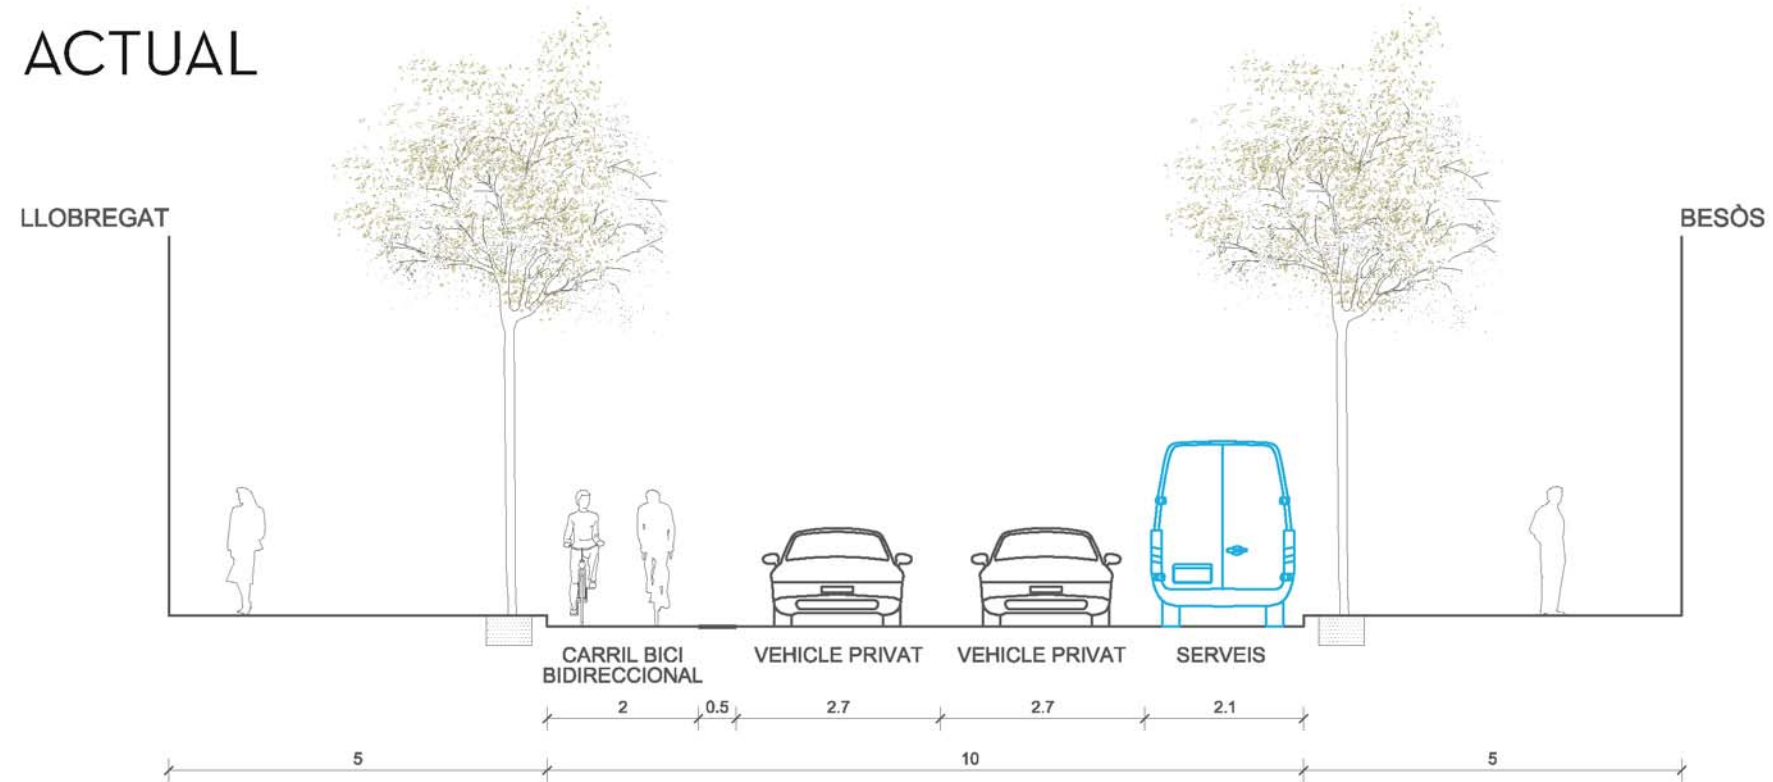 ACTUAL
LLOBREGAT
BESÒS
CARRIL BICI
BIDIRECCIONAL
VEHICLE PRIVAT
VEHICLE PRIVAT
SERVEIS
2
0.5
2.7
2.7
2.1
5
10
5